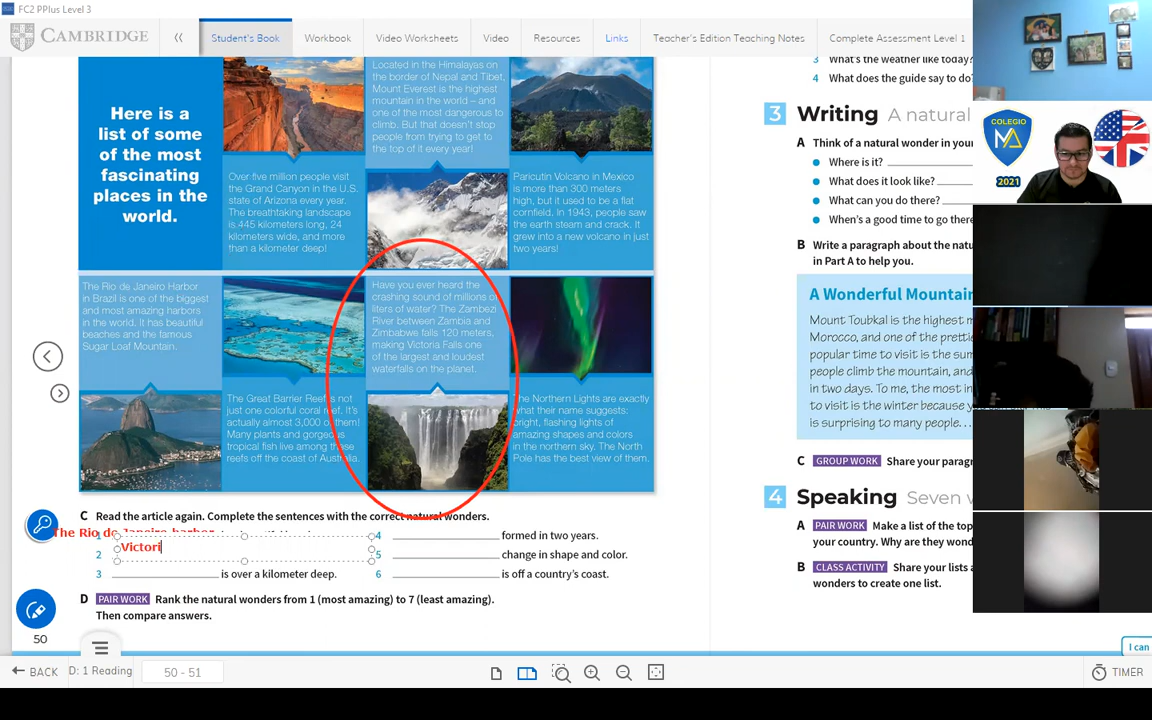 FC2 PPlus Level 3
CAMBRIDGE
Student's Book
Workbook
Video Worksheets
Video
Resources
Links
Teacher's Edition Teaching Notes
Complete Assessment Level 1
Here is a
list of some
of the most
fascinating
places in the
world.
Over five million people visit
the Grand Canyon in the U.S.
state of Arizona every year.
The breathtaking landscape
is 445 kilometers long, 24
kilometers wide, and more
than a kilometer deep!
Located in the Himalayas on
the border of Nepal and Tibet,
Mount Everest is the highest
mountain in the world – and
one of the most dangerous to
climb. But that doesn't stop
people from trying to get to
the top of it every year!
Paricutin Volcano in Mexico
is more than 300 meters
high, but it used to be a flat
cornfield. In 1943, people saw
the earth steam and crack. It
grew into a new volcano in just
two years!
The Rio de Janeiro Harbor
in Brazil is one of the biggest
and most amazing harbors
in the world. It has beautiful
beaches and the famous
Sugar Loaf Mountain.
The Great Barrier Reef is not
just one colorful coral reef. It's
actually almost 3,000 of them!
Many plants and gorgeous
tropical fish live among these
reefs off the coast of Australia.
Have you ever heard the
crashing sound of millions of
liters of water? The Zambezi
River between Zambia and
Zimbabwe falls 120 meters,
making Victoria Falls one
of the largest and loudest
waterfalls on the planet.
The Northern Lights are exactly
what their name suggests:
bright, flashing lights of
amazing shapes and colors
in the northern sky. The North
Pole has the best view of them.
C Read the article again. Complete the sentences with the correct natural wonders.
The Rio de Janeiro harbor
1
2 Victori
3 is over a kilometer deep.
4 formed in two years.
5 change in shape and color.
6 is off a country's coast.
D PAIR WORK Rank the natural wonders from 1 (most amazing) to 7 (least amazing).
Then compare answers.
50
3 What's the weather like today?
4 What does the guide say to do
3 Writing A natural
A Think of a natural wonder in your
Where is it?
What does it look like?
What can you do there?
When's a good time to go there
B Write a paragraph about the natu
in Part A to help you.
A Wonderful Mountain
Mount Toubkal is the highest m
Morocco, and one of the prettie
popular time to visit is the sum
people climb the mountain, and
in two days. To me, the most in
to visit is the winter because
is surprising to many people. . .
C GROUP WORK Share your paragr
4 Speaking Seven w
A PAIR WORK Make a list of the top
your country. Why are they wond
B CLASS ACTIVITY Share your lists a
wonders to create one list.
I can
COLEGIO
MA
2021
BACK
D: 1 Reading
50 - 51
TIMER